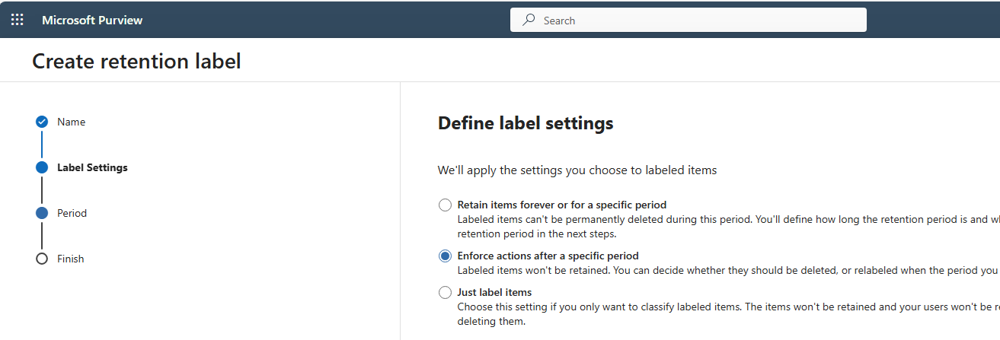 Microsoft Purview
Search
Create retention label
Name
Label Settings
Period
Finish
Define label settings
We'll apply the settings you choose to labeled items
Retain items forever or for a specific period
Labeled items can't be permanently deleted during this period. You'll define how long the retention period is and
retention period in the next steps.
Enforce actions after a specific period
Labeled items won't be retained. You can decide whether they should be deleted, or relabeled when the period you
Just label items
Choose this setting if you only want to classify labeled items. The items won't be retained and your users won't be
deleting them.